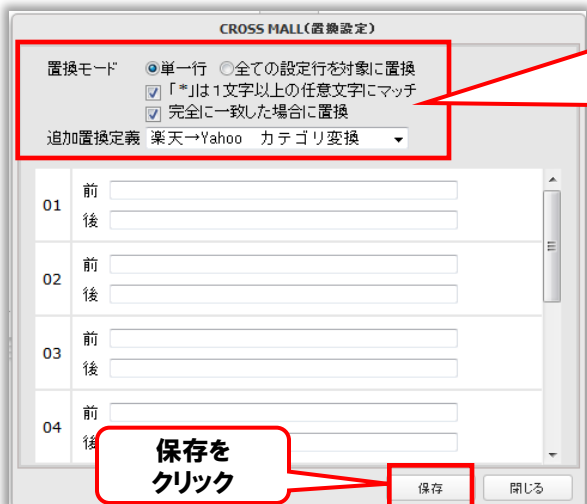 CROSS MALL(置換設定)
置換モード ◉単一行 ○全ての設定行を対象に置換
☑「*」は1文字以上の任意文字にマッチ
☑ 完全に一致した場合に置換
追加置換定義 楽天→Yahoo カテゴリ変換
01 前
後
02 前
後
03 前
後
04 前
後
保存を
クリック
保存 閉じる